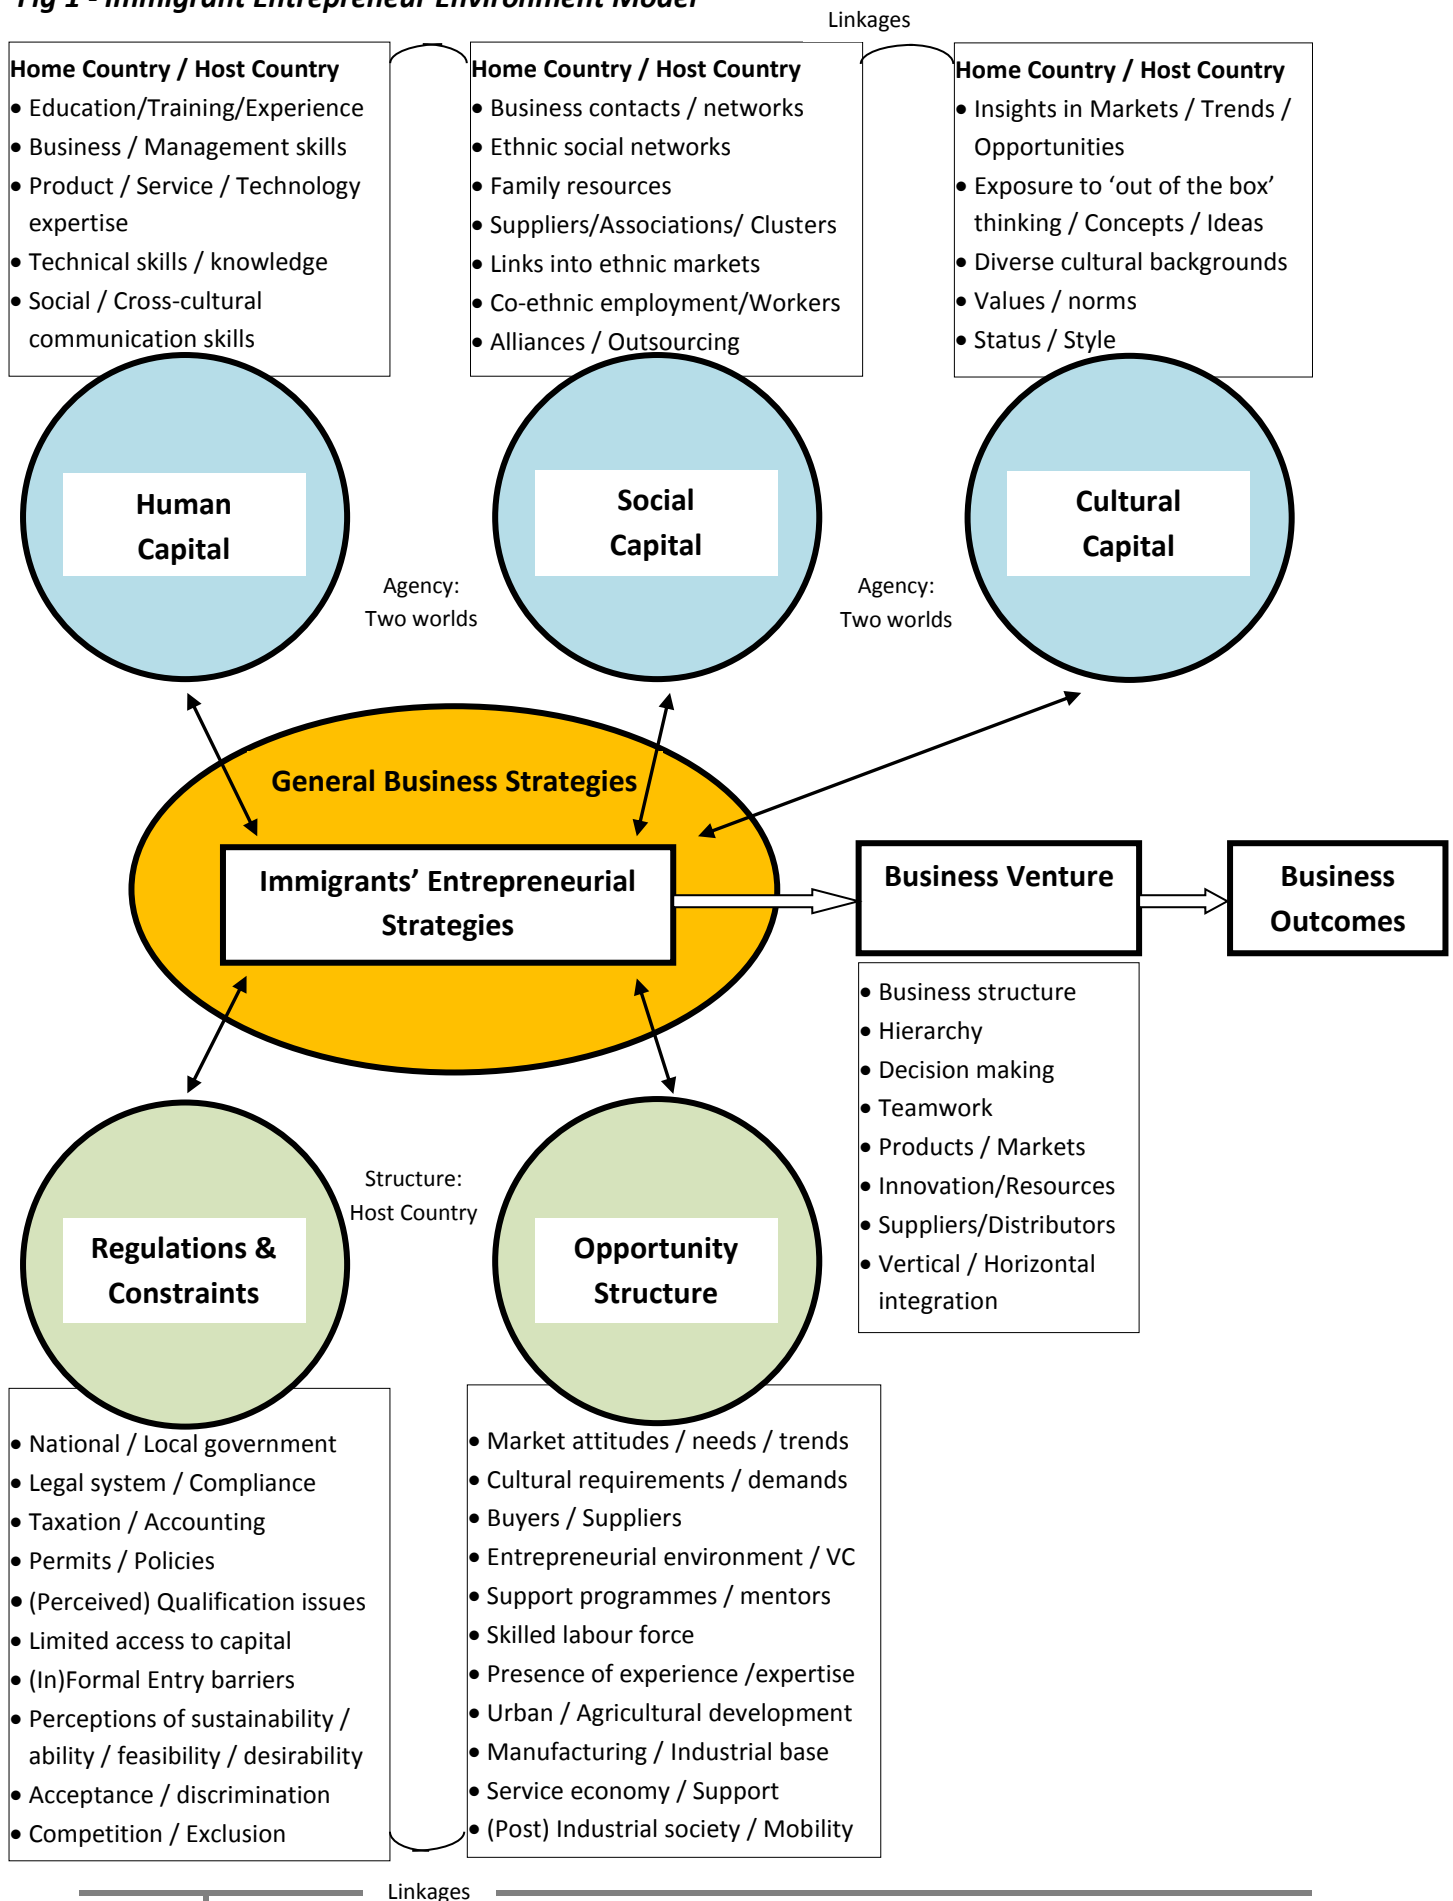 Fig 1 - Immigrant Entrepreneur Environment Model
Linkages
Home Country / Host Country
• Education/Training/Experience
• Business / Management skills
• Product / Service / Technology
expertise
• Technical skills / knowledge
• Social / Cross-cultural
communication skills
Home Country / Host Country
• Business contacts / networks
• Ethnic social networks
• Family resources
• Suppliers/Associations/ Clusters
• Links into ethnic markets
• Co-ethnic employment/Workers
• Alliances / Outsourcing
Home Country / Host Country
• Insights in Markets / Trends /
Opportunities
• Exposure to ‘out of the box’
thinking / Concepts / Ideas
• Diverse cultural backgrounds
• Values / norms
• Status / Style
Human
Capital
Social
Capital
Cultural
Capital
Agency:
Two worlds
Agency:
Two worlds
General Business Strategies
Immigrants’ Entrepreneurial
Strategies
Business Venture
Business
Outcomes
• Business structure
• Hierarchy
• Decision making
• Teamwork
• Products / Markets
• Innovation/Resources
• Suppliers/Distributors
• Vertical / Horizontal
integration
Structure:
Host Country
Regulations &
Constraints
Opportunity
Structure
• National / Local government
• Legal system / Compliance
• Taxation / Accounting
• Permits / Policies
• (Perceived) Qualification issues
• Limited access to capital
• (In)Formal Entry barriers
• Perceptions of sustainability /
ability / feasibility / desirability
• Acceptance / discrimination
• Competition / Exclusion
• Market attitudes / needs / trends
• Cultural requirements / demands
• Buyers / Suppliers
• Entrepreneurial environment / VC
• Support programmes / mentors
• Skilled labour force
• Presence of experience /expertise
• Urban / Agricultural development
• Manufacturing / Industrial base
• Service economy / Support
• (Post) Industrial society / Mobility
Linkages